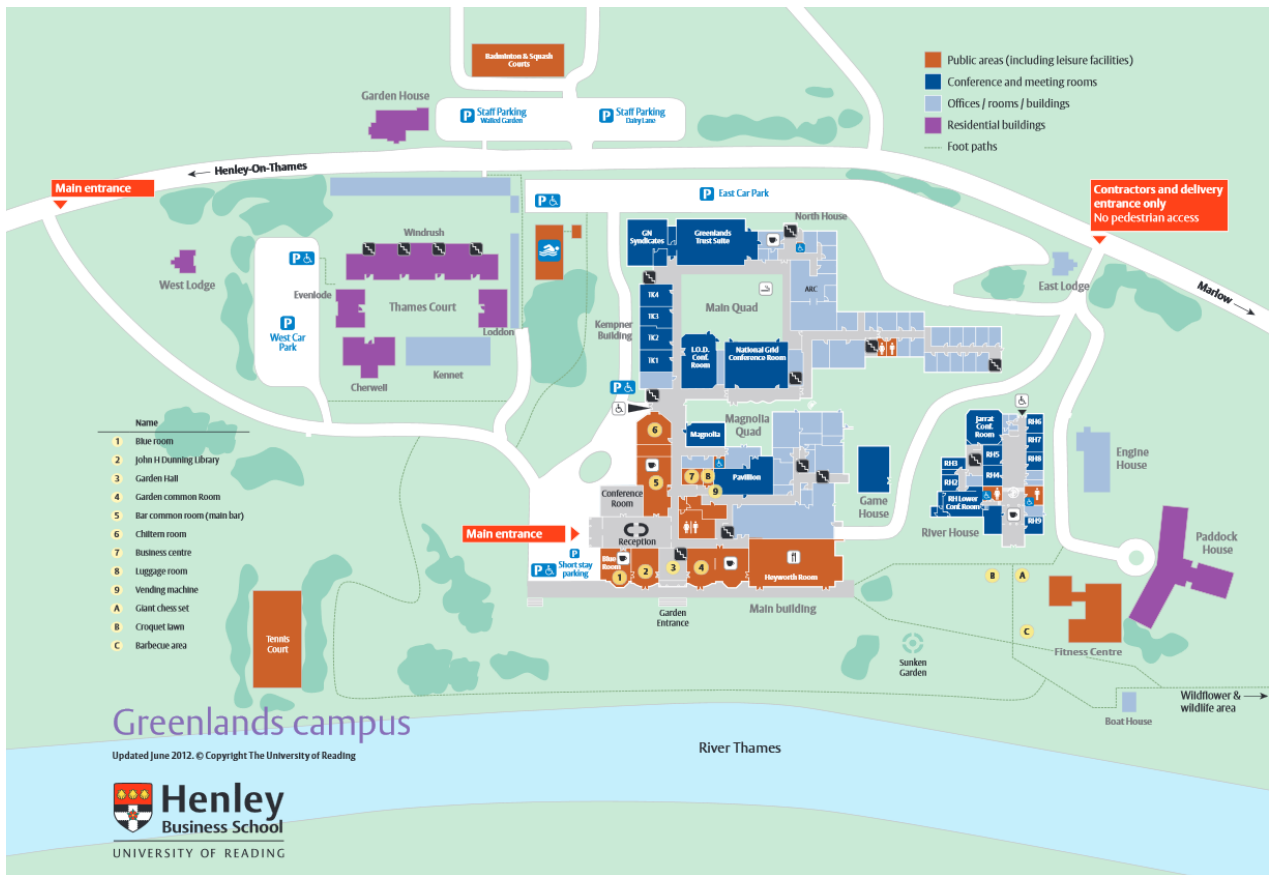 Badminton & Squash
Courts
Public areas (including leisure facilities)
Conference and meeting rooms
Offices / rooms / buildings
Residential buildings
Foot paths
Garden House
P Staff Parking
Walled Garden
P Staff Parking
Dairy Lane
Henley-On-Thames
Main entrance
P
P East Car Park
Contractors and delivery
entrance only
No pedestrian access
North House
GN
Syndicates
Greenlands
Trust Suite
Windrush
P
West Lodge
Evenlode
Thames Court
Loddon
P
West Car
Park
Cherwell
Kennet
East Lodge
Marlow
ARC
TK4
TK3
TK2
TK1
Kempner
Building
Main Quad
I.O.D.
Conf.
Room
National Grid
Conference Room
P
Magnolia
Quad
Magnolia
6
5
7
8
9
Pavillion
Conference
Room
Reception
Main entrance
P
Short stay
parking
P
Blue
Room
1
2
3
4
Heyworth Room
Garden
Entrance
Main building
Game
House
Jarrat
Conf.
Room
RH6
RH7
RH8
RH5
RH4
RH3
RH2
RH Lower
Conf. Room
RH9
River House
Engine
House
Paddock
House
B
A
C
Fitness Centre
Sunken
Garden
Boat House
Wildflower &
wildlife area
Name
1 Blue room
2 John H Dunning Library
3 Garden Hall
4 Garden common Room
5 Bar common room (main bar)
6 Chiltern room
7 Business centre
8 Luggage room
9 Vending machine
A Giant chess set
B Croquet lawn
C Barbecue area
Tennis
Court
Greenlands campus
Updated June 2012. © Copyright The University of Reading
River Thames
Henley
Business School
UNIVERSITY OF READING